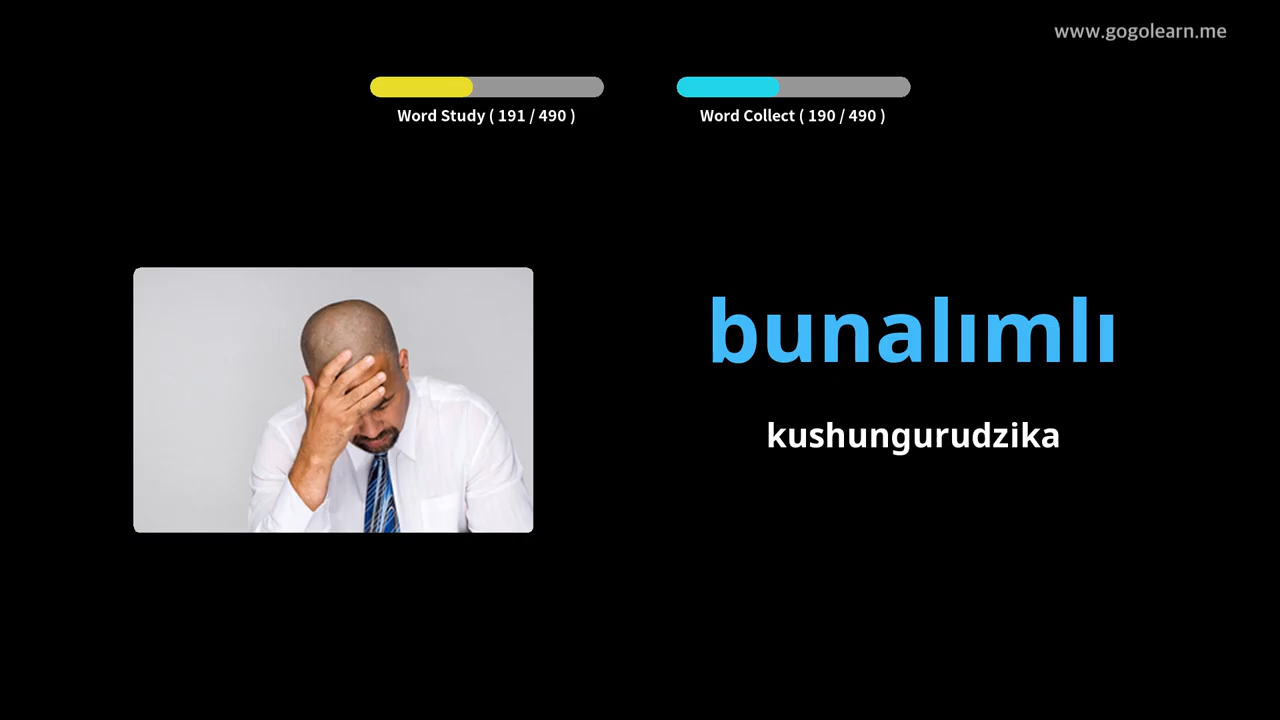 www.gogolearn.me
Word Study ( 191 / 490 )
Word Collect ( 190 / 490 )
bunalımlı
kushungurudzika